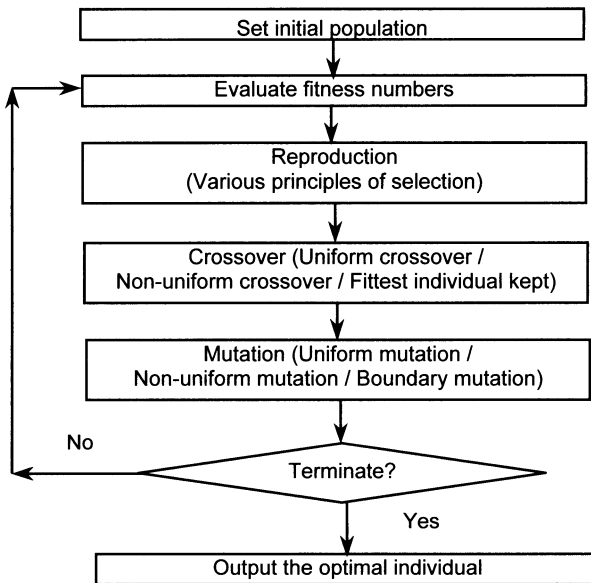 Set initial population
Evaluate fitness numbers
Reproduction
(Various principles of selection)
Crossover (Uniform crossover /
Non-uniform crossover / Fittest individual kept)
Mutation (Uniform mutation /
Non-uniform mutation / Boundary mutation)
No
Terminate?
Yes
Output the optimal individual